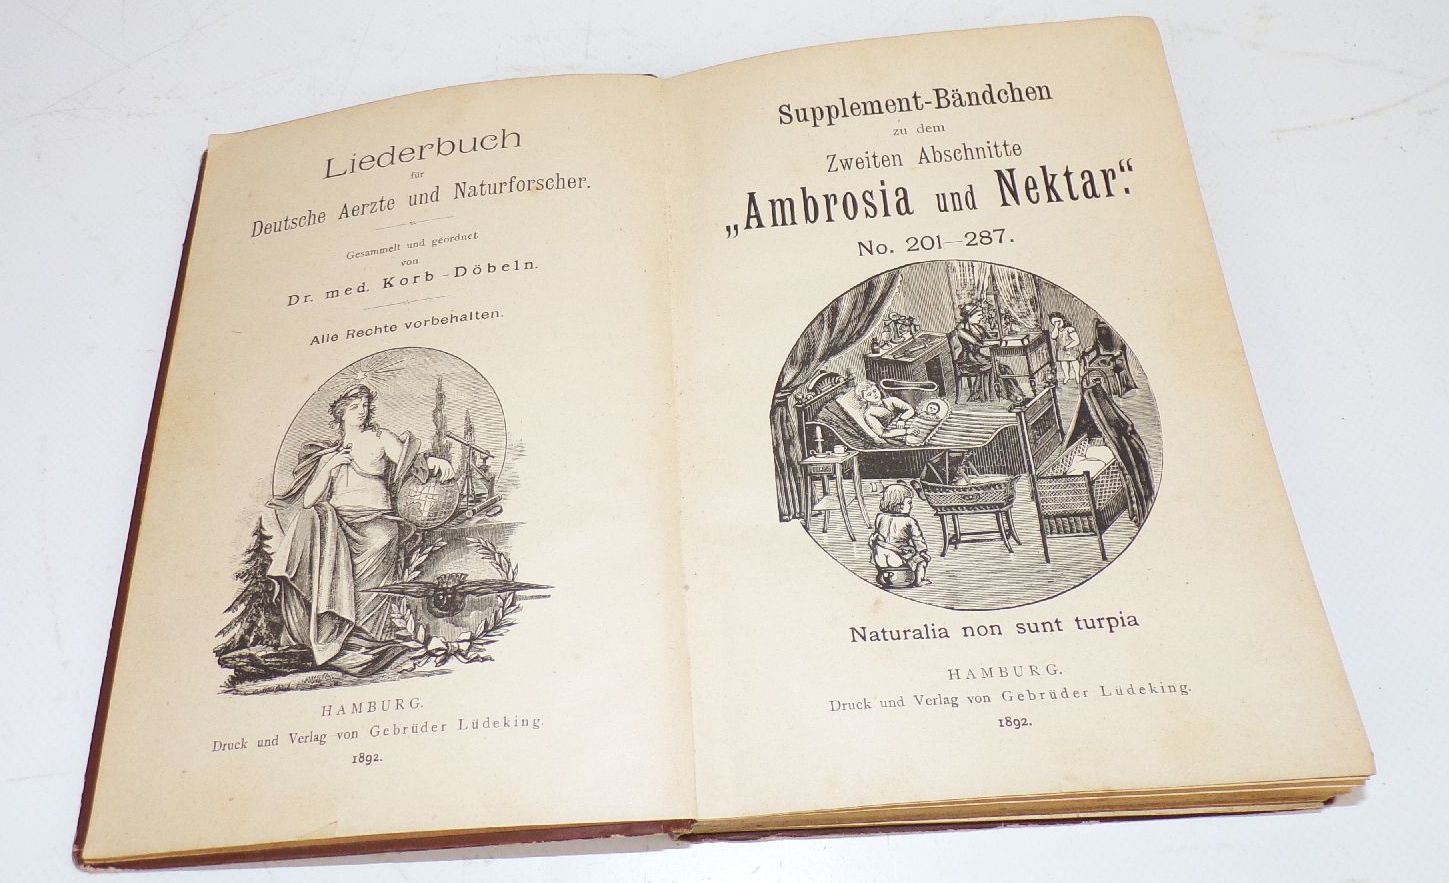 Liederbuch
für
Deutsche Aerzte und Naturforscher.
Gesammelt und geordnet
von
Dr. med. Korb-Döbeln.
Alle Rechte vorbehalten.
HAMBURG.
Druck und Verlag von Gebrüder Lüdeking.
1892.
Supplement-Bändchen
zu dem
Zweiten Abschnitte
„Ambrosia und Nektar“.
No. 201—287.
Naturalia non sunt turpia
HAMBURG.
Druck und Verlag von Gebrüder Lüdeking.
1892.